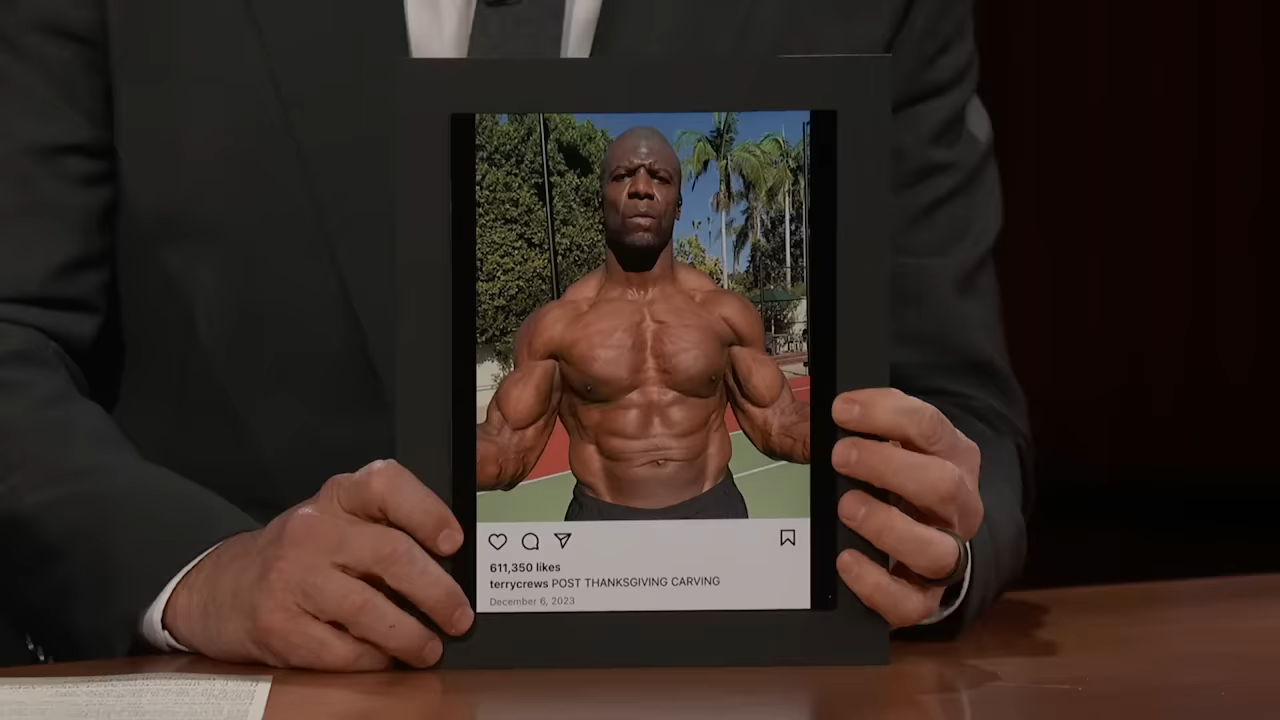 611,350 likes
terrycrews POST THANKSGIVING CARVING
December 6, 2023